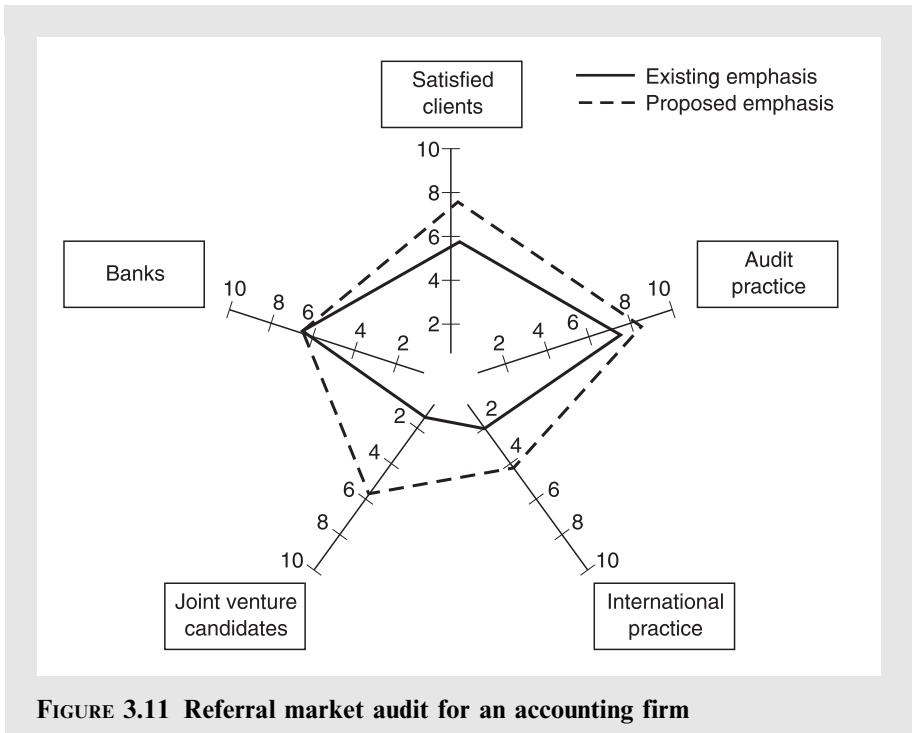 Satisfied
clients
Existing emphasis
Proposed emphasis
10
8
6
4
2
Banks
10
8
6
4
2
Audit
practice
2
4
6
8
10
2
4
6
8
10
Joint venture
candidates
2
4
6
8
10
International
practice
FIGURE 3.11 Referral market audit for an accounting firm